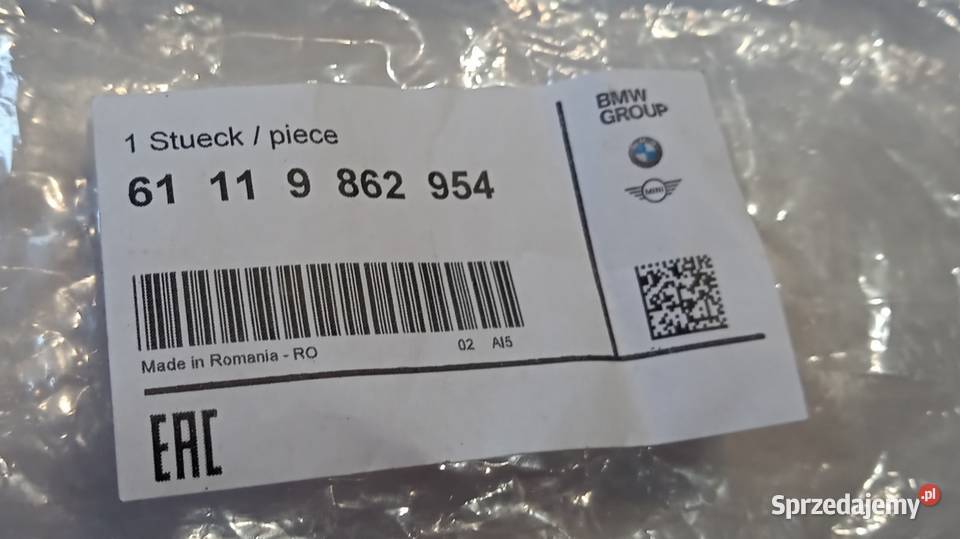 1 Stueck / piece
61 11 9 862 954
Made in Romania - RO
02 AI5
EAC
BMW
GROUP
MINI
Sprzedajemy.pl